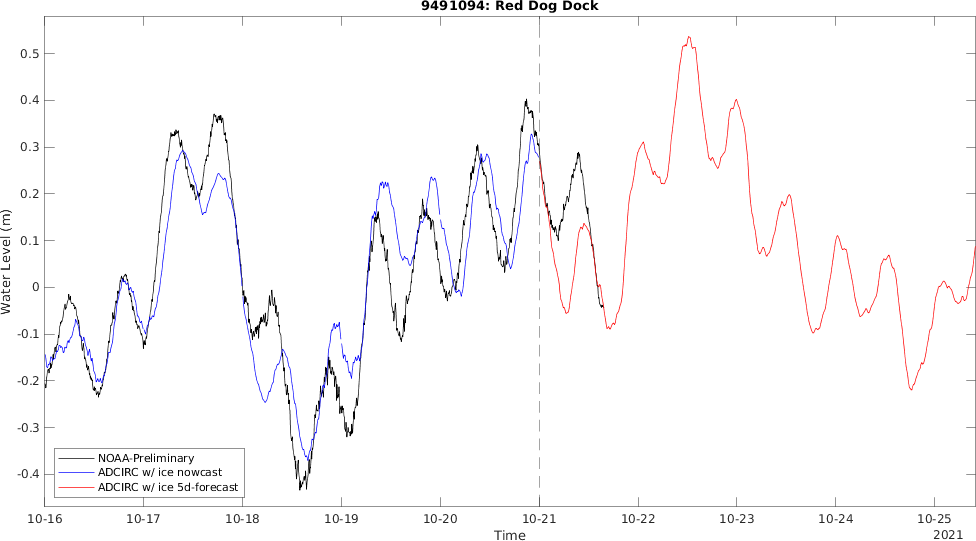 9491094: Red Dog Dock
Water Level (m)
0.5
0.4
0.3
0.2
0.1
0
-0.1
-0.2
-0.3
-0.4
NOAA-Preliminary
ADCIRC w/ ice nowcast
ADCIRC w/ ice 5d-forecast
10-16 10-17 10-18 10-19 10-20 10-21 10-22 10-23 10-24 10-25
Time
2021